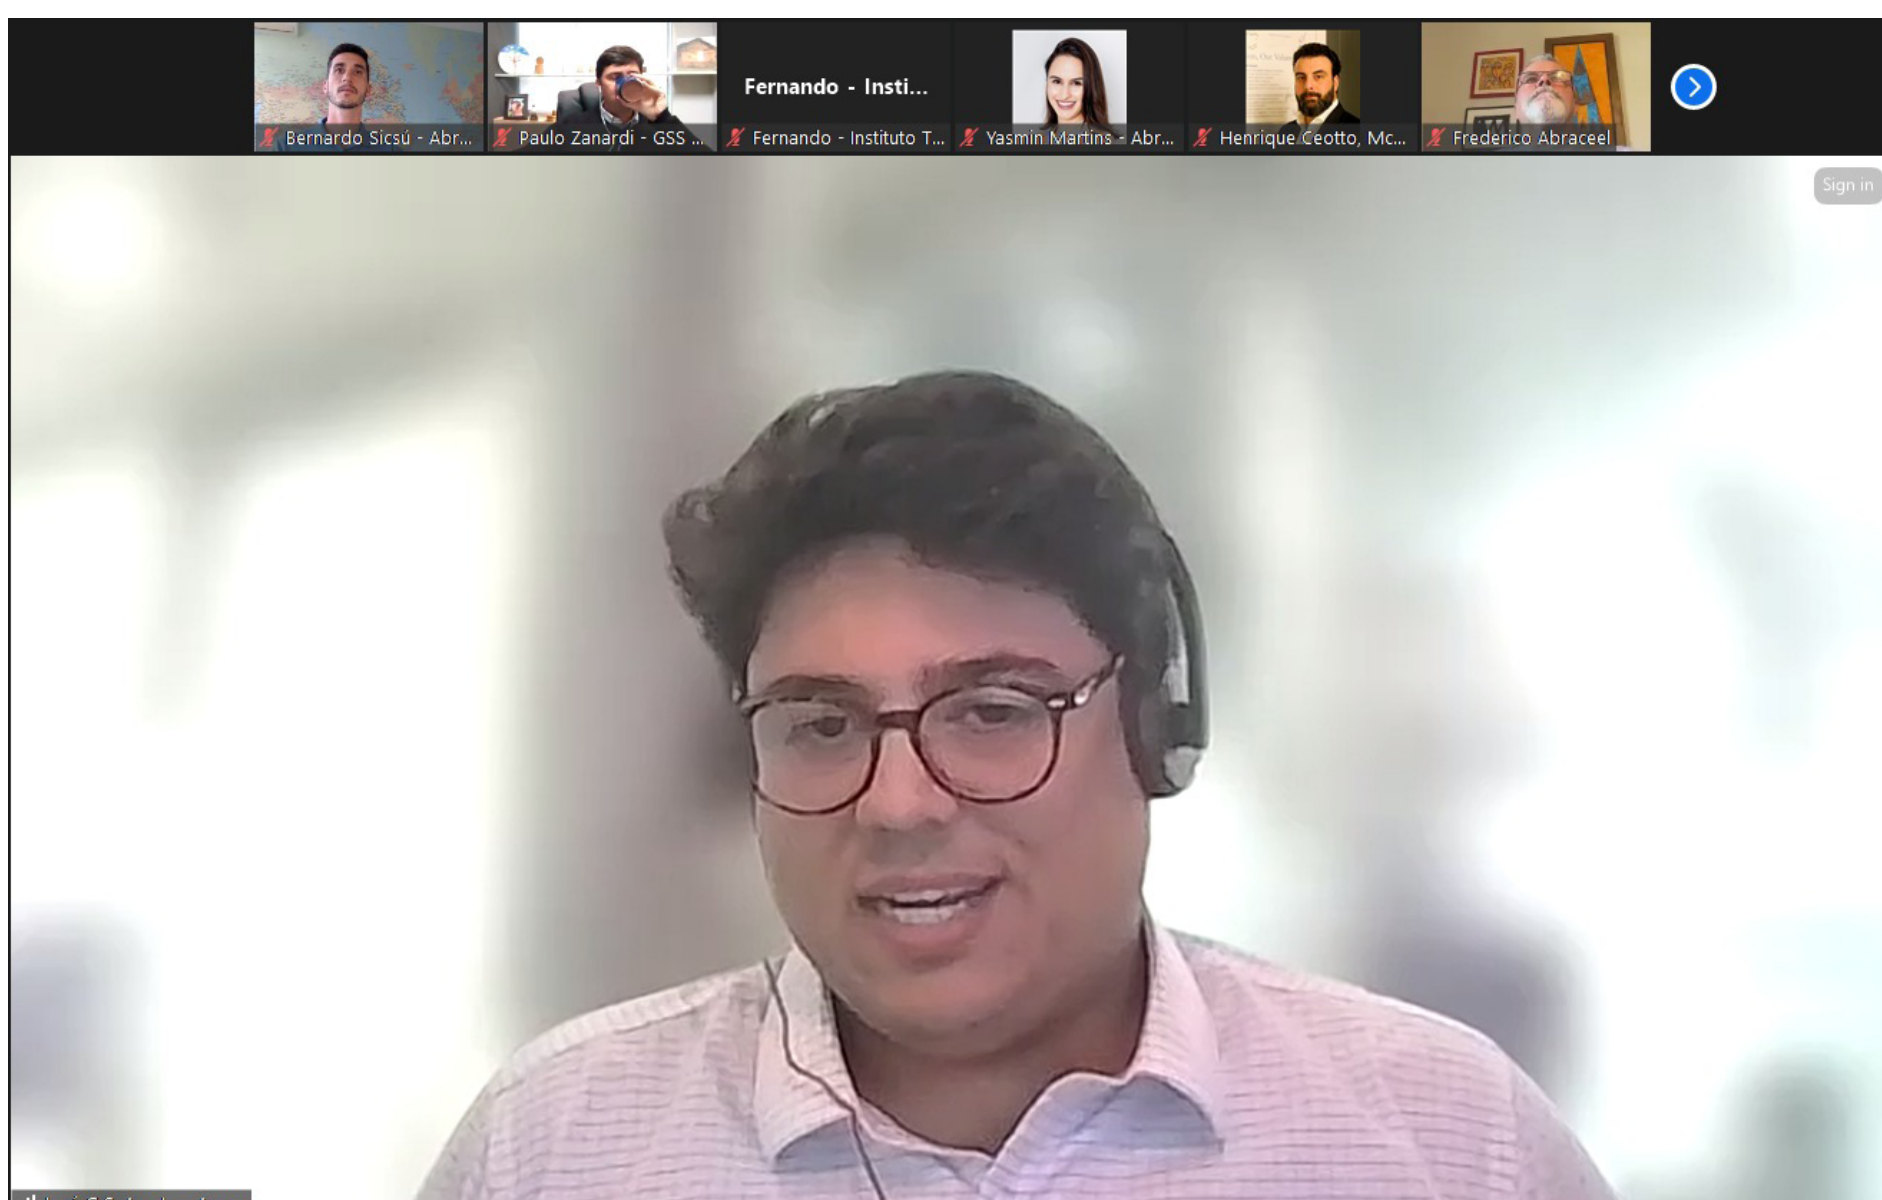 Fernando - Insti...
Bernardo Sicsú - Abr...
Paulo Zanardi - GSS ...
Fernando - Instituto T...
Yasmin Martins - Abr...
Henrique Ceotto, Mc...
Frederico Abraceel
Sign in